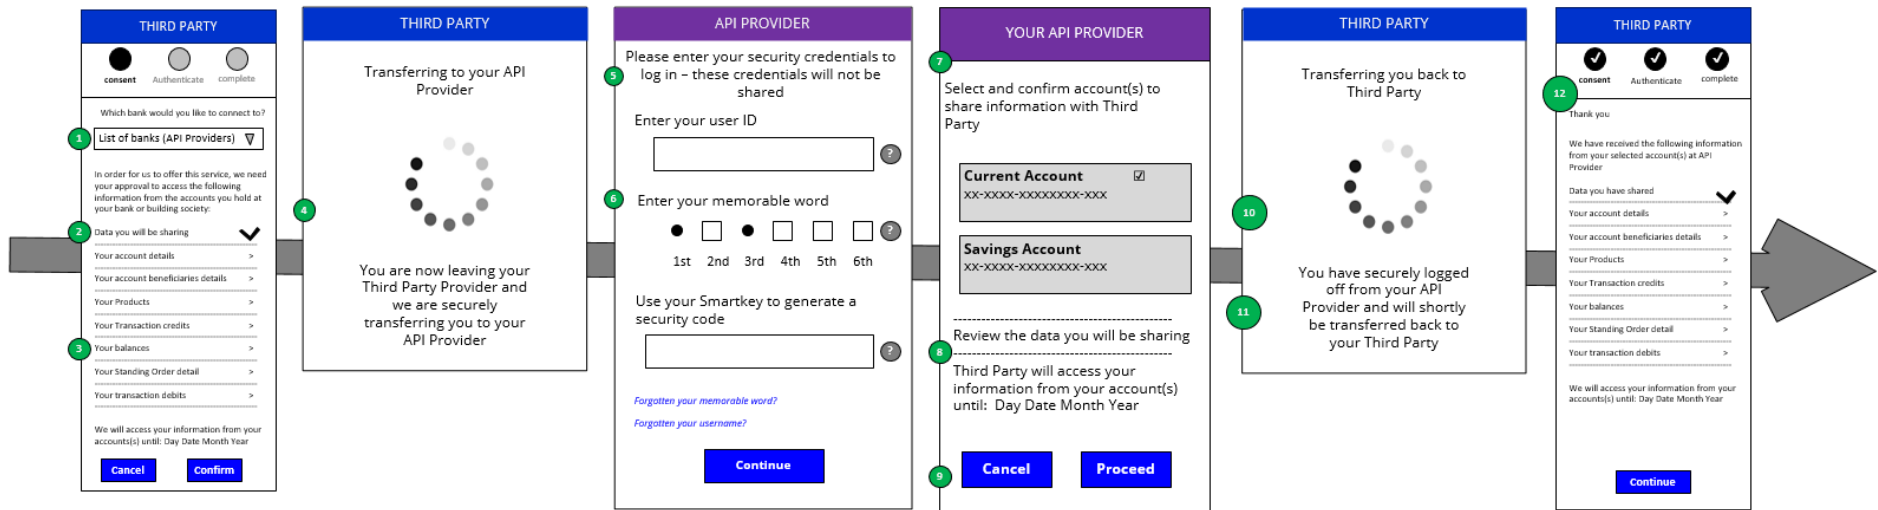 THIRD PARTY
consent
Authenticate
complete
Which bank would you like to connect to?
1
List of banks (API Providers)
In order for us to offer this service, we need
your approval to access the following
information from the accounts you hold at
your bank or building society:
2
Data you will be sharing
Your account details >
Your account beneficiaries details >
Your Products >
Your Transaction credits >
3
Your balances >
Your Standing Order detail >
Your transaction debits >
We will access your information from your
accounts(s) until: Day Date Month Year
Cancel
Confirm
THIRD PARTY
Transferring to your API
Provider
4
You are now leaving your
Third Party Provider and
we are securely
transferring you to your
API Provider
API PROVIDER
Please enter your security credentials to
5
log in – these credentials will not be
shared
Enter your user ID
?
6
Enter your memorable word
?
1st 2nd 3rd 4th 5th 6th
Use your Smartkey to generate a
security code
?
Forgotten your memorable word?
Forgotten your username?
Continue
YOUR API PROVIDER
7
Select and confirm account(s) to
share information with Third
Party
Current Account ☑
xx-xxxx-xxxxxxxx-xxx
Savings Account
xx-xxxx-xxxxxxxx-xxx
Review the data you will be sharing
8
Third Party will access your
information from your account(s)
until: Day Date Month Year
9
Cancel
Proceed
THIRD PARTY
Transferring you back to
Third Party
10
You have securely logged
off from your API
Provider and will shortly
be transferred back to
your Third Party
11
THIRD PARTY
consent
Authenticate
complete
12
Thank you
We have received the following information
from your selected account(s) at API
Provider
Data you have shared
Your account details >
Your account beneficiaries details >
Your Products >
Your Transaction credits >
Your balances >
Your Standing Order detail >
Your transaction debits >
We will access your information from your
accounts(s) until: Day Date Month Year
Continue